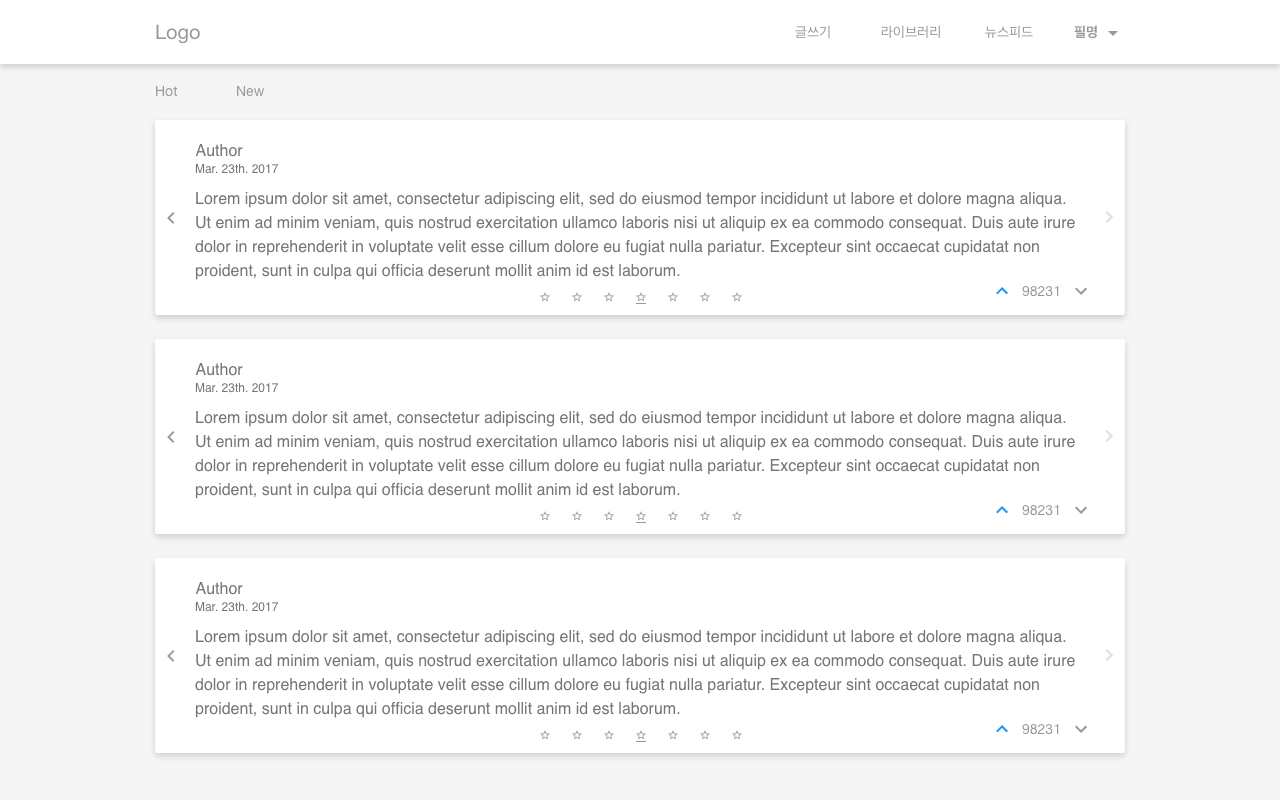 Logo
글쓰기 라이브러리 뉴스피드 필명
Hot New
Author
Mar. 23th. 2017
Lorem ipsum dolor sit amet, consectetur adipiscing elit, sed do eiusmod tempor incididunt ut labore et dolore magna aliqua.
Ut enim ad minim veniam, quis nostrud exercitation ullamco laboris nisi ut aliquip ex ea commodo consequat. Duis aute irure
dolor in reprehenderit in voluptate velit esse cillum dolore eu fugiat nulla pariatur. Excepteur sint occaecat cupidatat non
proident, sunt in culpa qui officia deserunt mollit anim id est laborum.
98231
Author
Mar. 23th. 2017
Lorem ipsum dolor sit amet, consectetur adipiscing elit, sed do eiusmod tempor incididunt ut labore et dolore magna aliqua.
Ut enim ad minim veniam, quis nostrud exercitation ullamco laboris nisi ut aliquip ex ea commodo consequat. Duis aute irure
dolor in reprehenderit in voluptate velit esse cillum dolore eu fugiat nulla pariatur. Excepteur sint occaecat cupidatat non
proident, sunt in culpa qui officia deserunt mollit anim id est laborum.
98231
Author
Mar. 23th. 2017
Lorem ipsum dolor sit amet, consectetur adipiscing elit, sed do eiusmod tempor incididunt ut labore et dolore magna aliqua.
Ut enim ad minim veniam, quis nostrud exercitation ullamco laboris nisi ut aliquip ex ea commodo consequat. Duis aute irure
dolor in reprehenderit in voluptate velit esse cillum dolore eu fugiat nulla pariatur. Excepteur sint occaecat cupidatat non
proident, sunt in culpa qui officia deserunt mollit anim id est laborum.
98231